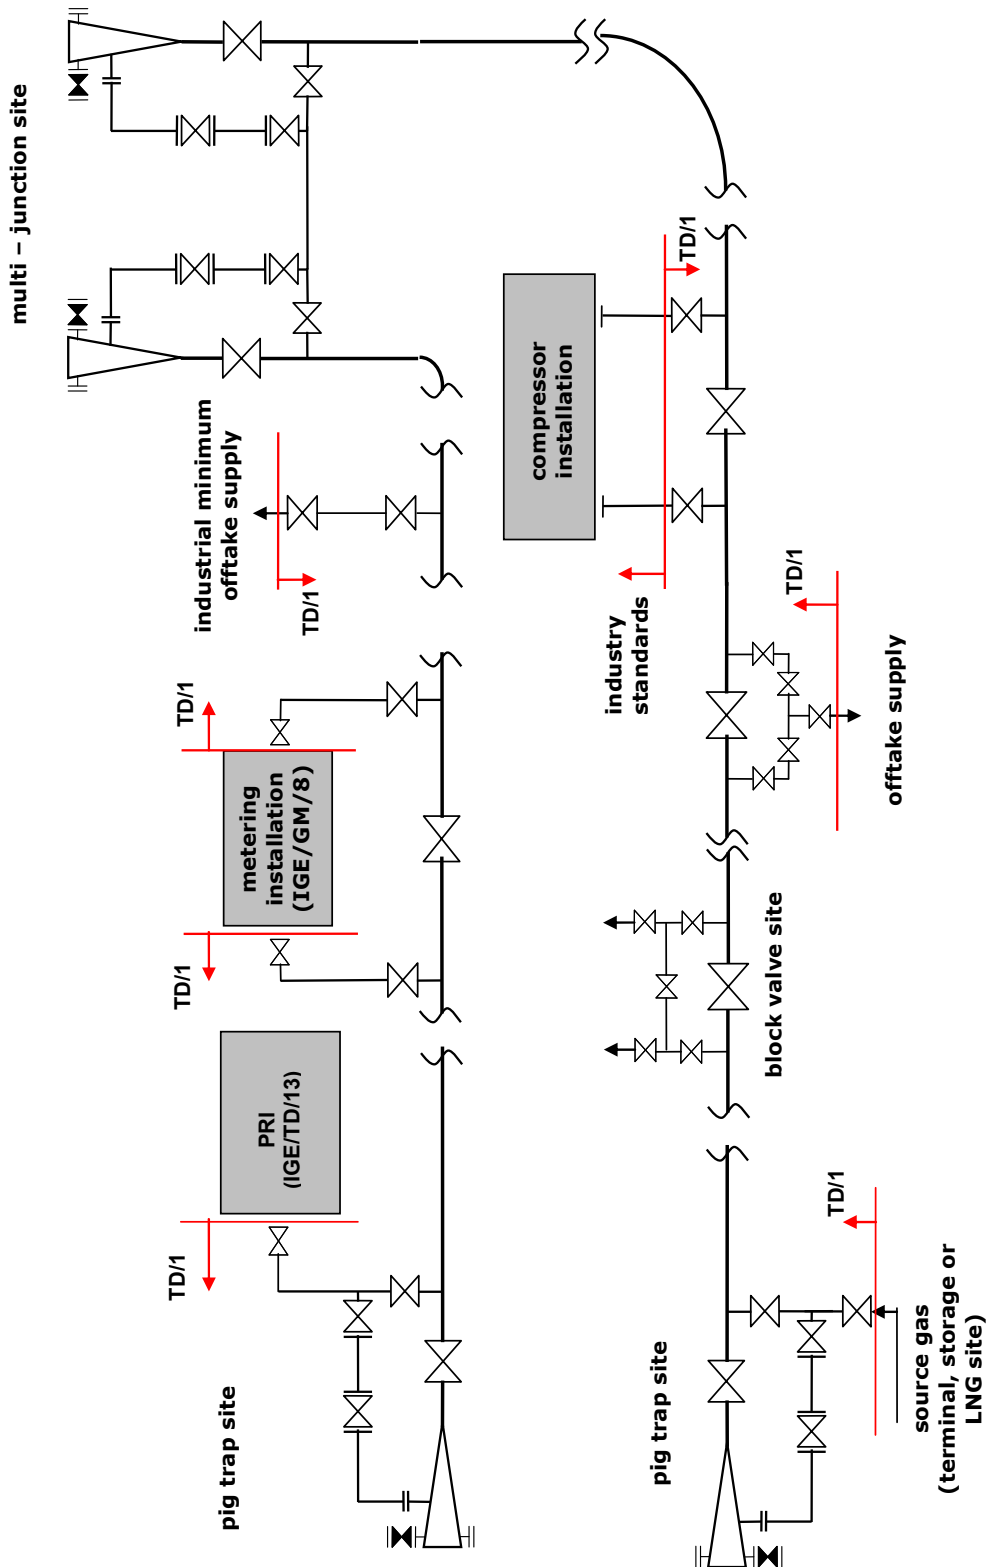 pig trap site
TD/1
PRI
(IGE/TD/13)
TD/1
metering
installation
(IGE/GM/8)
TD/1
TD/1
industrial minimum
offtake supply
multi – junction site
pig trap site
source gas
(terminal, storage or
LNG site)
TD/1
block valve site
offtake supply
TD/1
industry
standards
compressor
installation
TD/1